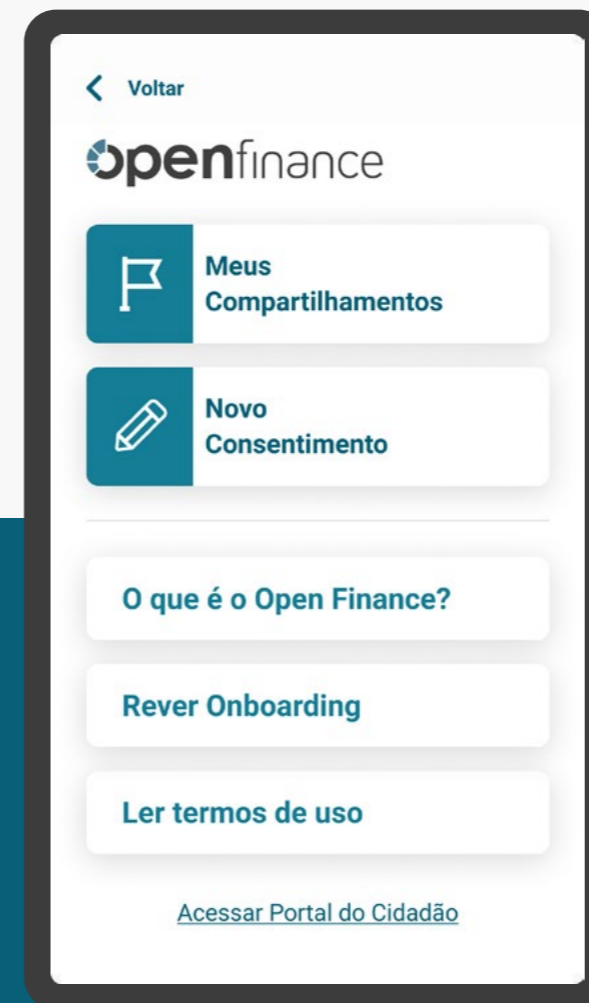 Voltar
openfinance
Meus
Compartilhamentos
Novo
Consentimento
O que é o Open Finance?
Rever Onboarding
Ler termos de uso
Acessar Portal do Cidadão